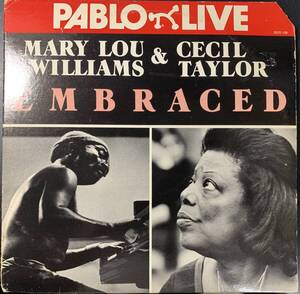 PABLO LIVE
MARY LOU WILLIAMS & CECIL TAYLOR
EMBRACED